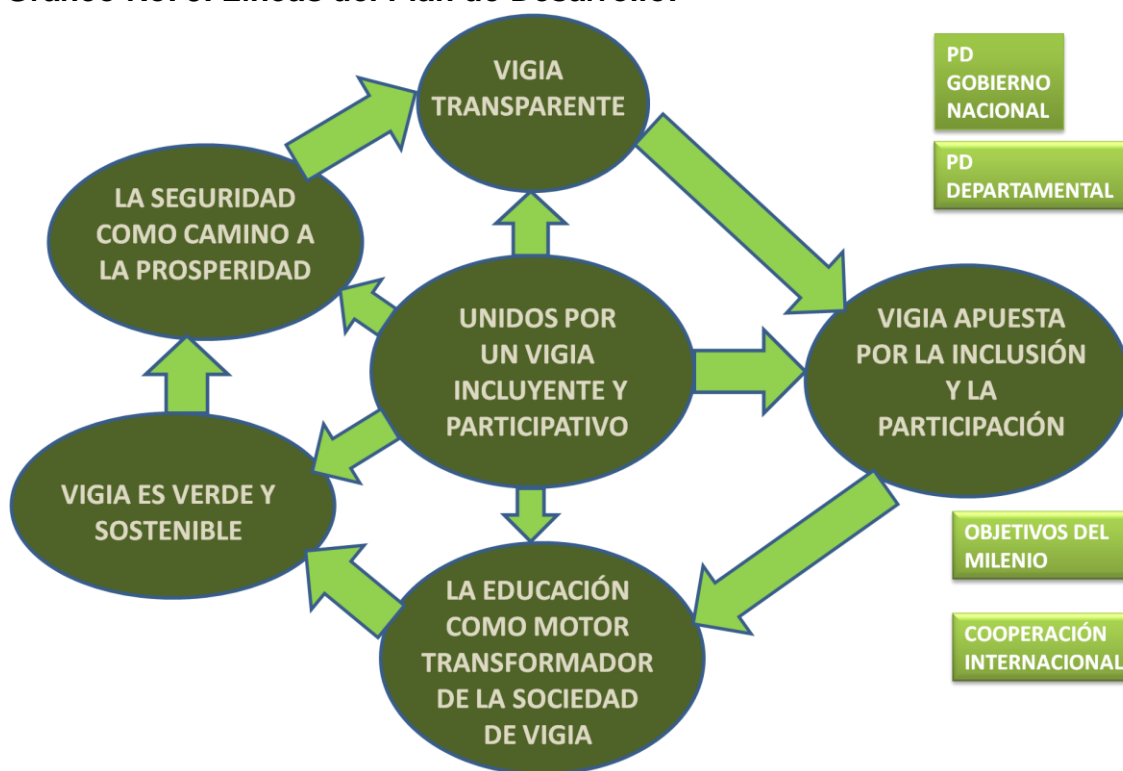 VIGIA
TRANSPARENTE
PD
GOBIERNO
NACIONAL
PD
DEPARTAMENTAL
LA SEGURIDAD
COMO CAMINO A
LA PROSPERIDAD
UNIDOS POR
UN VIGIA
INCLUYENTE Y
PARTICIPATIVO
VIGIA APUESTA
POR LA INCLUSIÓN
Y LA
PARTICIPACIÓN
VIGIA ES VERDE Y
SOSTENIBLE
OBJETIVOS DEL
MILENIO
LA EDUCACIÓN
COMO MOTOR
TRANSFORMADOR
DE LA SOCIEDAD
DE VIGIA
COOPERACIÓN
INTERNACIONAL